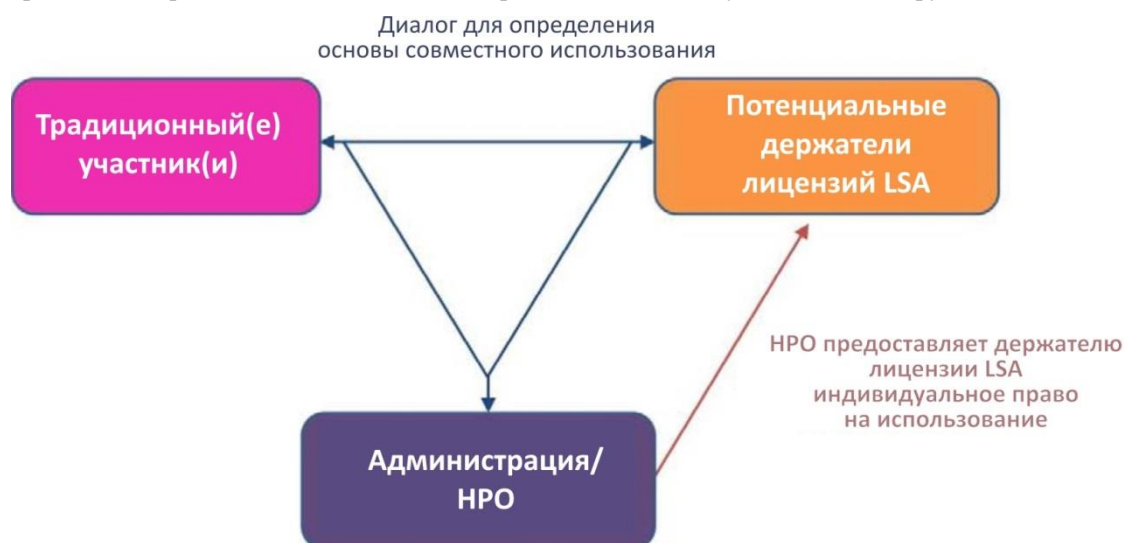 Диалог для определения
основы совместного использования
Традиционный(е)
участник(и)
Потенциальные
держатели
лицензий LSA
НРО предоставляет держателю
лицензии LSA
индивидуальное право
на использование
Администрация/
НРО